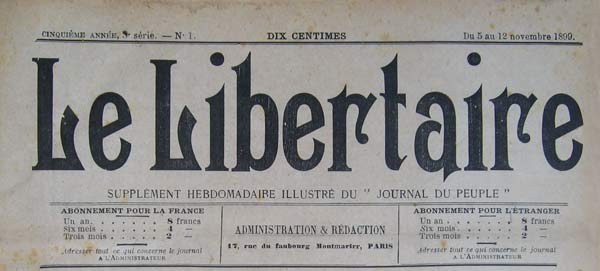 CINQUIÈME ANNÉE, série. — N° 1. DIX CENTIMES Du 5 au 12 novembre 1899.
Le Libertaire
SUPPLÉMENT HEBDOMADAIRE ILLUSTRÉ DU " JOURNAL DU PEUPLE "
ABONNEMENT POUR LA FRANCE
Un an. . . . . . . 8 francs
Six mois . . . . . . 4 —
Trois mois . . . . . 2 —
Adresser tout ce qui concerne le journal
A L'ADMINISTRATEUR
ADMINISTRATION & RÉDACTION
17, rue du faubourg Montmartre, PARIS
ABONNEMENT POUR L'ÉTRANGER
Un an. . . . . . . 8 francs
Six mois . . . . . . 4 —
Trois mois . . . . . 2 —
Adresser tout ce qui concerne le journal
A L'ADMINISTRATEUR